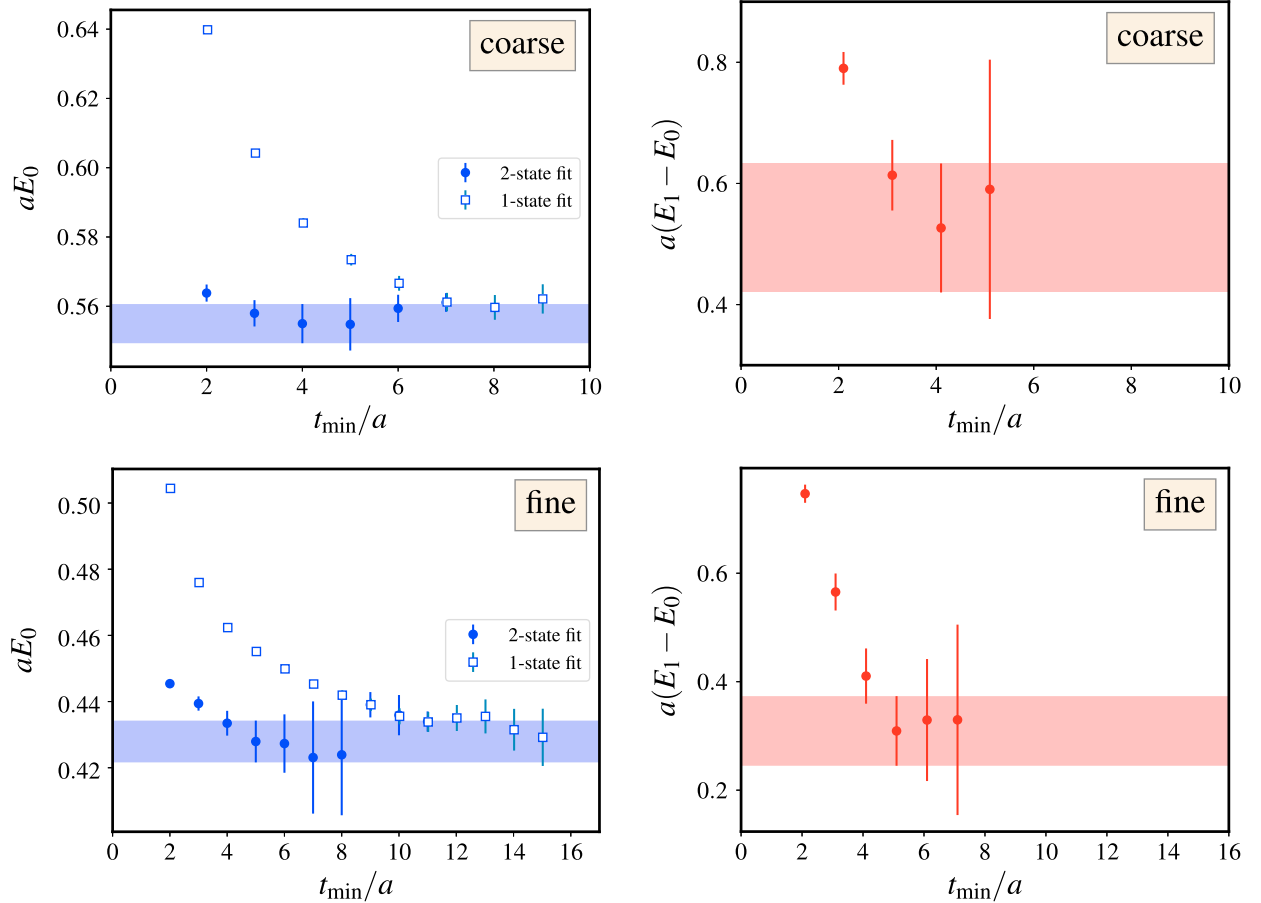 coarse
0.64
0.62
0.60
0.58
0.56
aE₀
2-state fit
1-state fit
0 2 4 6 8 10
t_min/a
coarse
0.8
0.6
0.4
a(E₁ − E₀)
0 2 4 6 8 10
t_min/a
fine
0.50
0.48
0.46
0.44
0.42
aE₀
2-state fit
1-state fit
0 2 4 6 8 10 12 14 16
t_min/a
fine
0.6
0.4
0.2
a(E₁ − E₀)
0 2 4 6 8 10 12 14 16
t_min/a